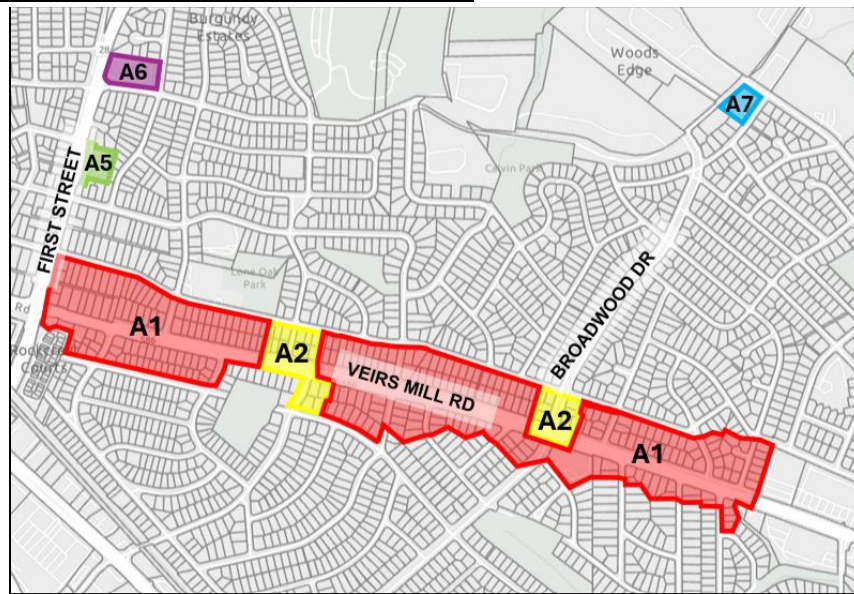 Burgundy
Estates
28
A6
Woods
Edge
A7
A5
Calvin Park
FIRST STREET
BROADWOOD DR
Lone Oak
Park
Rd
A1
A2
VEIRS MILL RD
Rockcrest
Courts
A2
A1